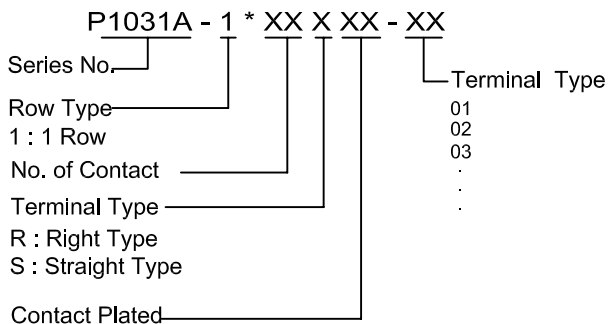 P1031A - 1 * XX X XX - XX
Series No.
Terminal Type
Row Type
01
1 : 1 Row
02
03
No. of Contact
.
.
Terminal Type
.
R : Right Type
S : Straight Type
Contact Plated